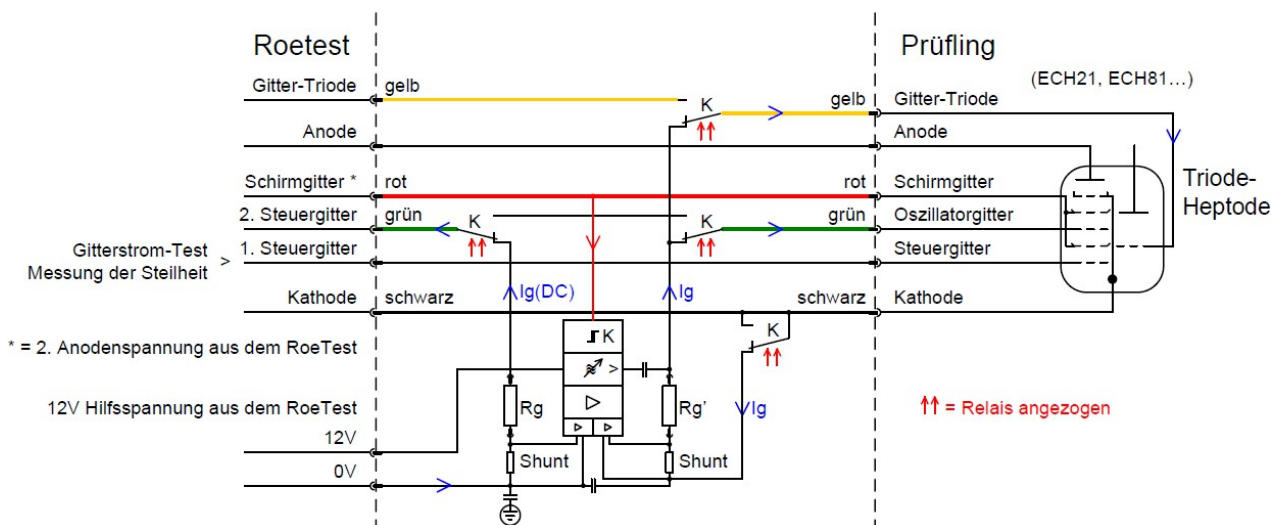 Roetest
Prüfling
(ECH21, ECH81...)
Gitter-Triode
gelb
K
gelb
Gitter-Triode
Anode
Anode
Schirmgitter *
rot
rot
Schirmgitter
Triode-
Heptode
2. Steuergitter
grün
K
K
grün
Oszillatorgitter
Gitterstrom-Test
Messung der Steilheit
>
1. Steuergitter
Steuergitter
Ig(DC)
Ig
Kathode
schwarz
schwarz
Kathode
K
K
* = 2. Anodenspannung aus dem RoeTest
>
12V Hilfsspannung aus dem RoeTest
Rg
Rg'
Ig
= Relais angezogen
12V
Shunt
Shunt
0V